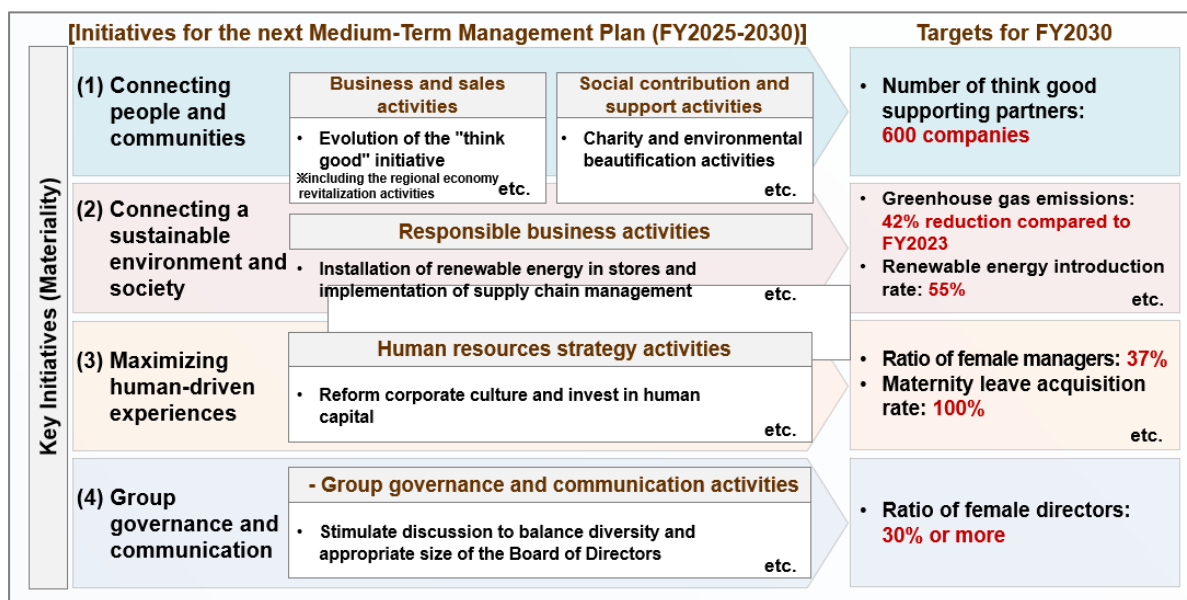 [Initiatives for the next Medium-Term Management Plan (FY2025-2030)]
Targets for FY2030
Key Initiatives (Materiality)
(1) Connecting
people and
communities
Business and sales
activities
• Evolution of the "think
good" initiative
※including the regional economy
revitalization activities
etc.
Social contribution and
support activities
• Charity and environmental
beautification activities
etc.
• Number of think good
supporting partners:
600 companies
(2) Connecting a
sustainable
environment and
society
Responsible business activities
• Installation of renewable energy in stores and
implementation of supply chain management
etc.
• Greenhouse gas emissions:
42% reduction compared to
FY2023
• Renewable energy introduction
rate: 55%
etc.
(3) Maximizing
human-driven
experiences
Human resources strategy activities
• Reform corporate culture and invest in human
capital
etc.
• Ratio of female managers: 37%
• Maternity leave acquisition
rate: 100%
etc.
(4) Group
governance and
communication
- Group governance and communication activities
• Stimulate discussion to balance diversity and
appropriate size of the Board of Directors
etc.
• Ratio of female directors:
30% or more